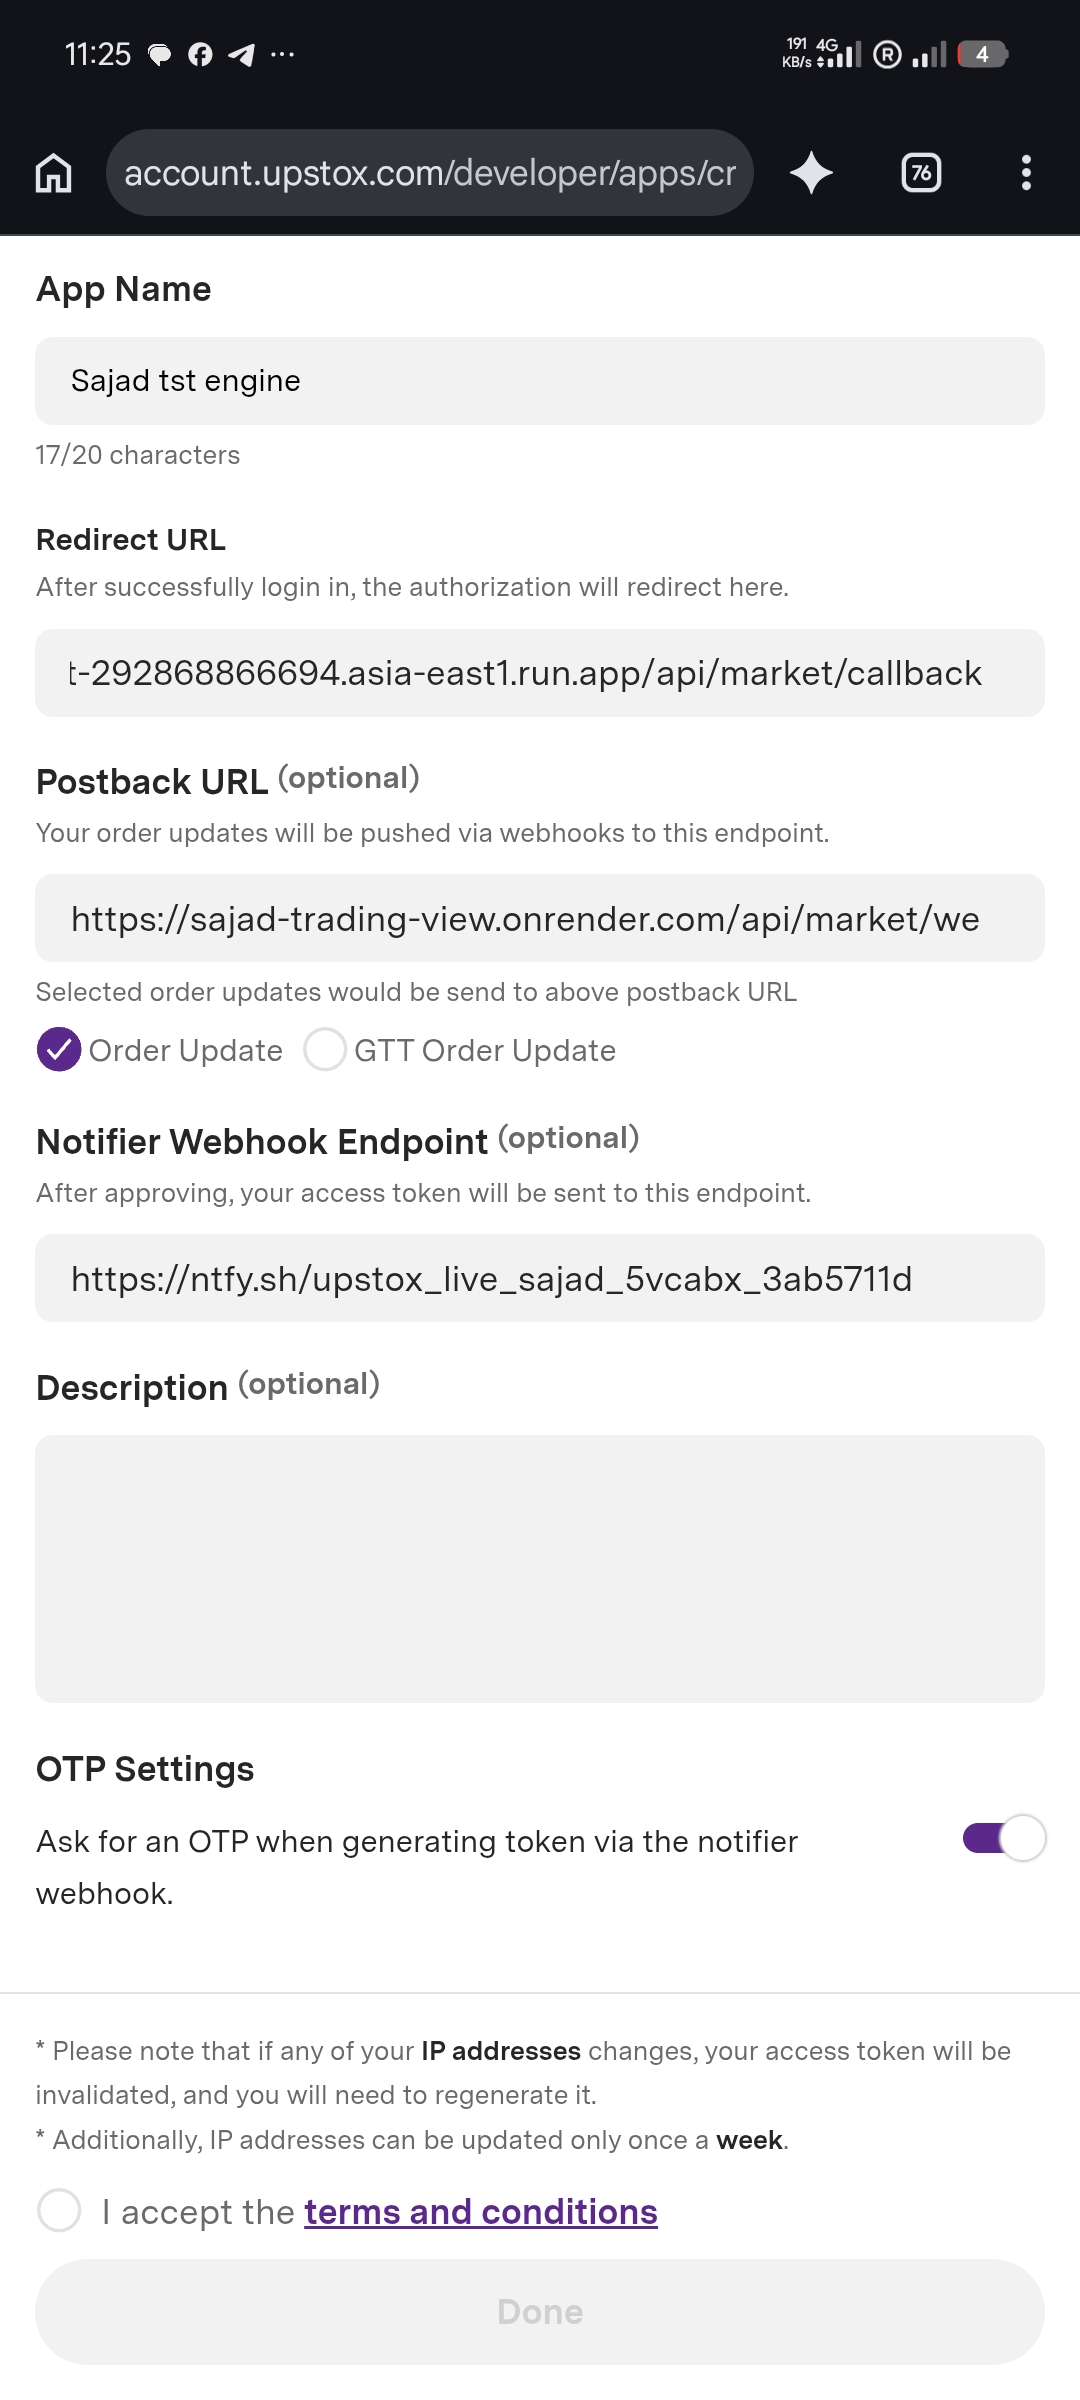 11:25
191 KB/s 4G R 4
account.upstox.com/developer/apps/cr
76
App Name
Sajad tst engine
17/20 characters
Redirect URL
After successfully login in, the authorization will redirect here.
t-292868866694.asia-east1.run.app/api/market/callback
Postback URL (optional)
Your order updates will be pushed via webhooks to this endpoint.
https://sajad-trading-view.onrender.com/api/market/we
Selected order updates would be send to above postback URL
Order Update GTT Order Update
Notifier Webhook Endpoint (optional)
After approving, your access token will be sent to this endpoint.
https://ntfy.sh/upstox_live_sajad_5vcabx_3ab5711d
Description (optional)
OTP Settings
Ask for an OTP when generating token via the notifier
webhook.
* Please note that if any of your IP addresses changes, your access token will be
invalidated, and you will need to regenerate it.
* Additionally, IP addresses can be updated only once a week.
I accept the terms and conditions
Done